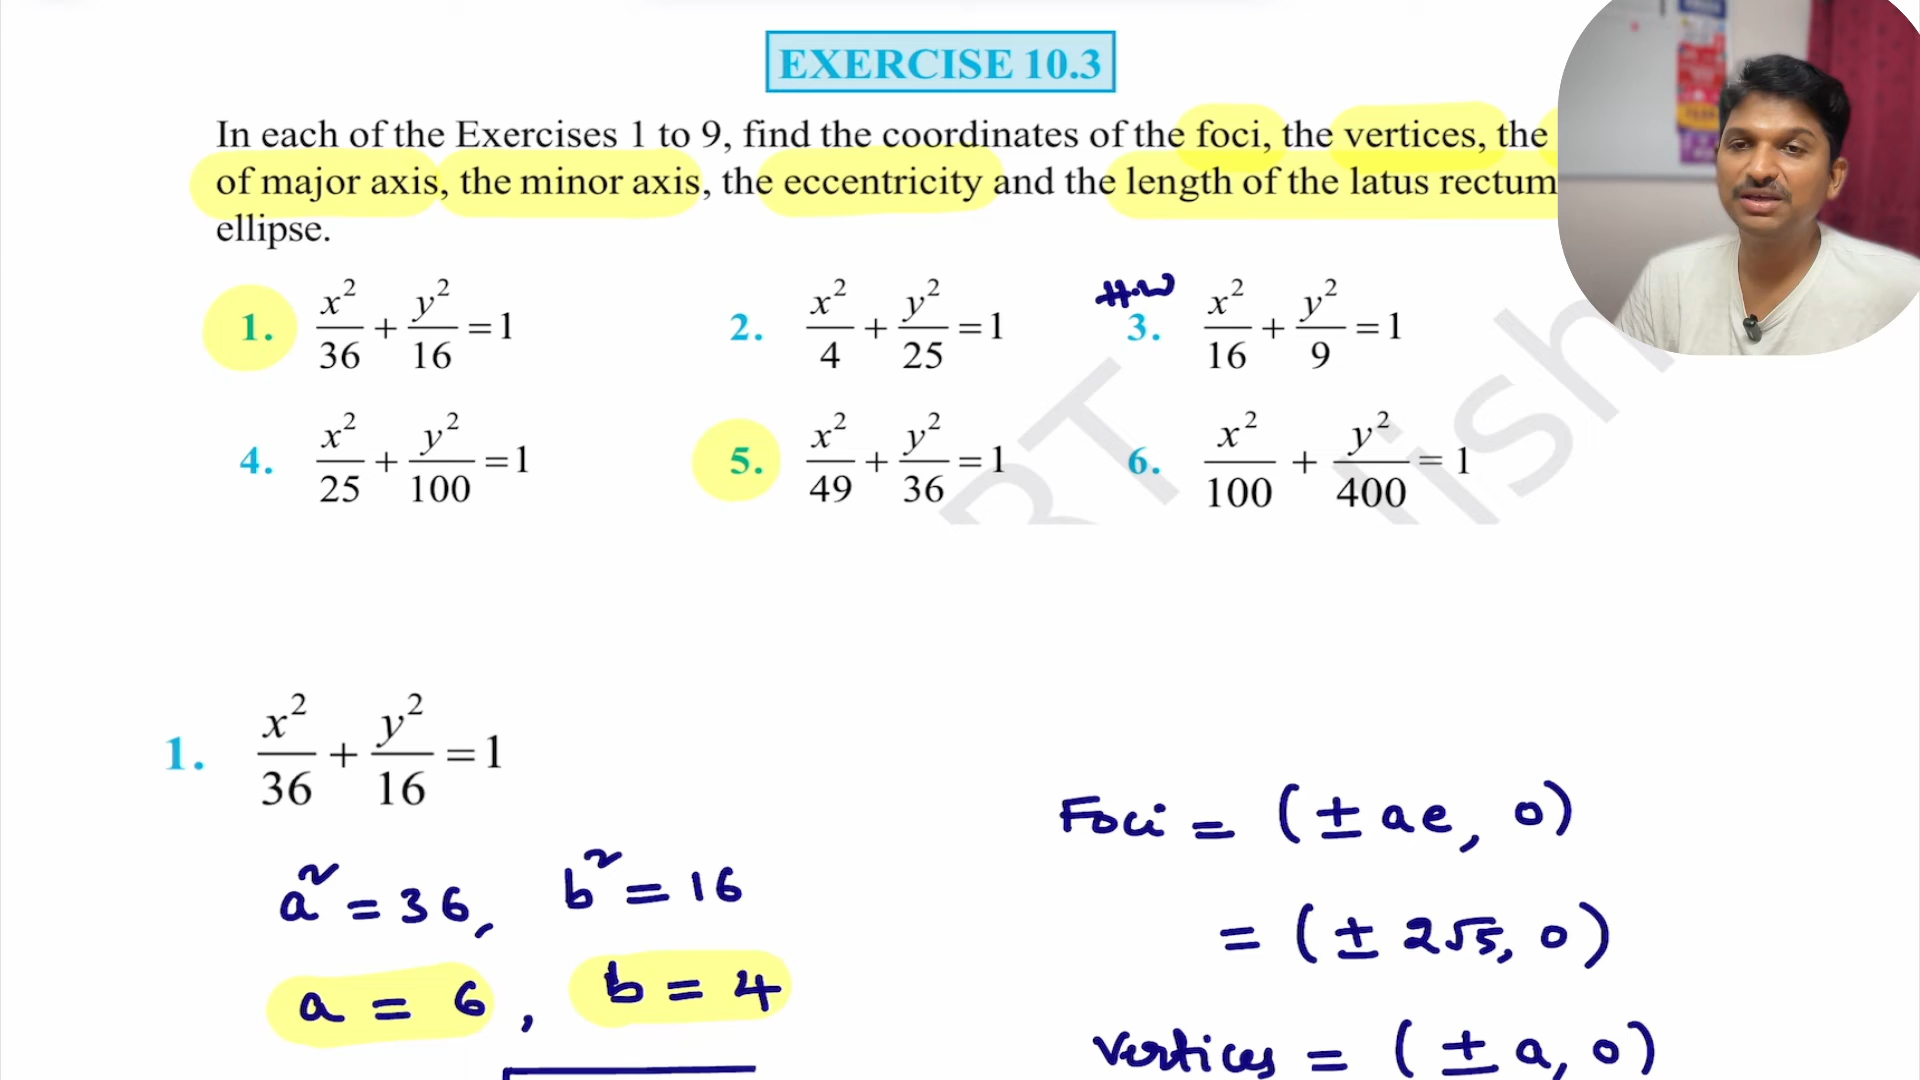 EXERCISE 10.3
In each of the Exercises 1 to 9, find the coordinates of the foci, the vertices, the
of major axis, the minor axis, the eccentricity and the length of the latus rectum
ellipse.
1. x²/36 + y²/16 = 1
2. x²/4 + y²/25 = 1
H.W
3. x²/16 + y²/9 = 1
4. x²/25 + y²/100 = 1
5. x²/49 + y²/36 = 1
6. x²/100 + y²/400 = 1
1. x²/36 + y²/16 = 1
a² = 36, b² = 16
a = 6, b = 4
Foci = (± ae, 0)
= (± 2√5, 0)
Vertices = (± a, 0)